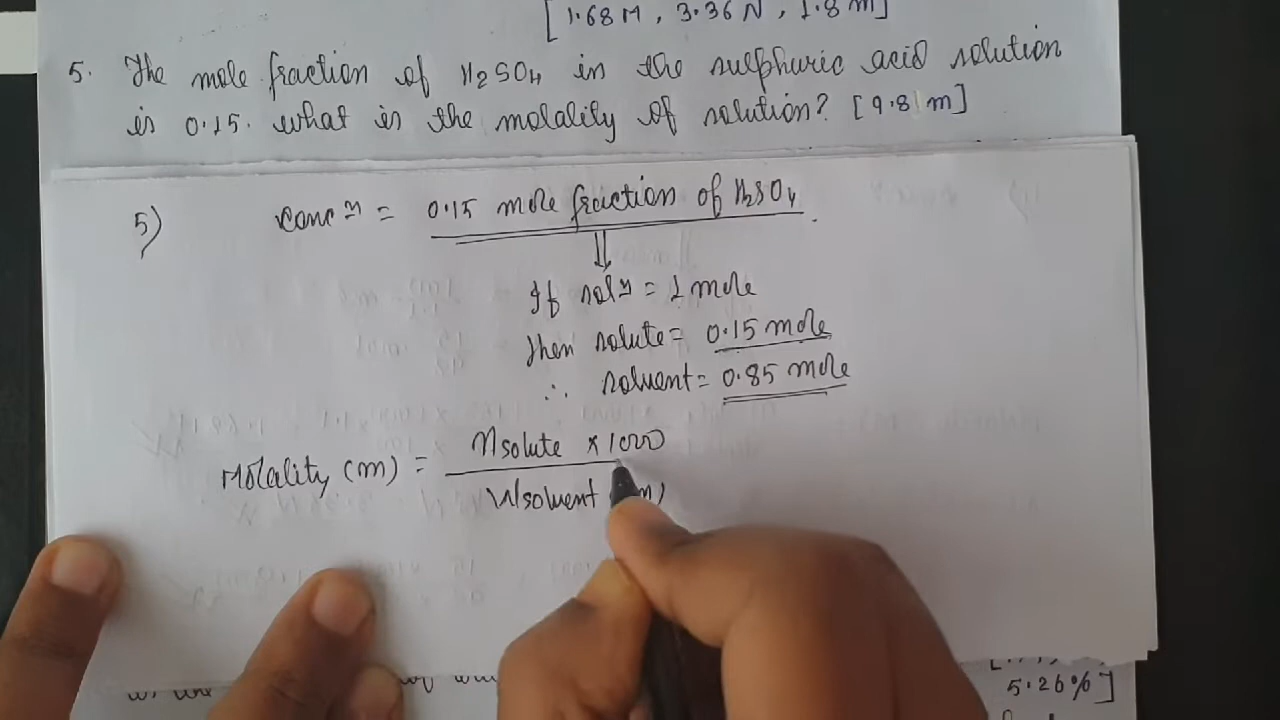 [1.68 M , 3.36 N , 1.8 m]
5. The mole fraction of H2SO4 in the sulphuric acid solution
is 0.15. what is the molality of solution? [9.8 m]
5) Concⁿ = 0.15 mole fraction of H2SO4.
⇓
If solⁿ = 1 mole
then solute = 0.15 mole
∴ solvent = 0.85 mole
Molality (m) = nsolute ×1000
Wsolvent
5.26%]